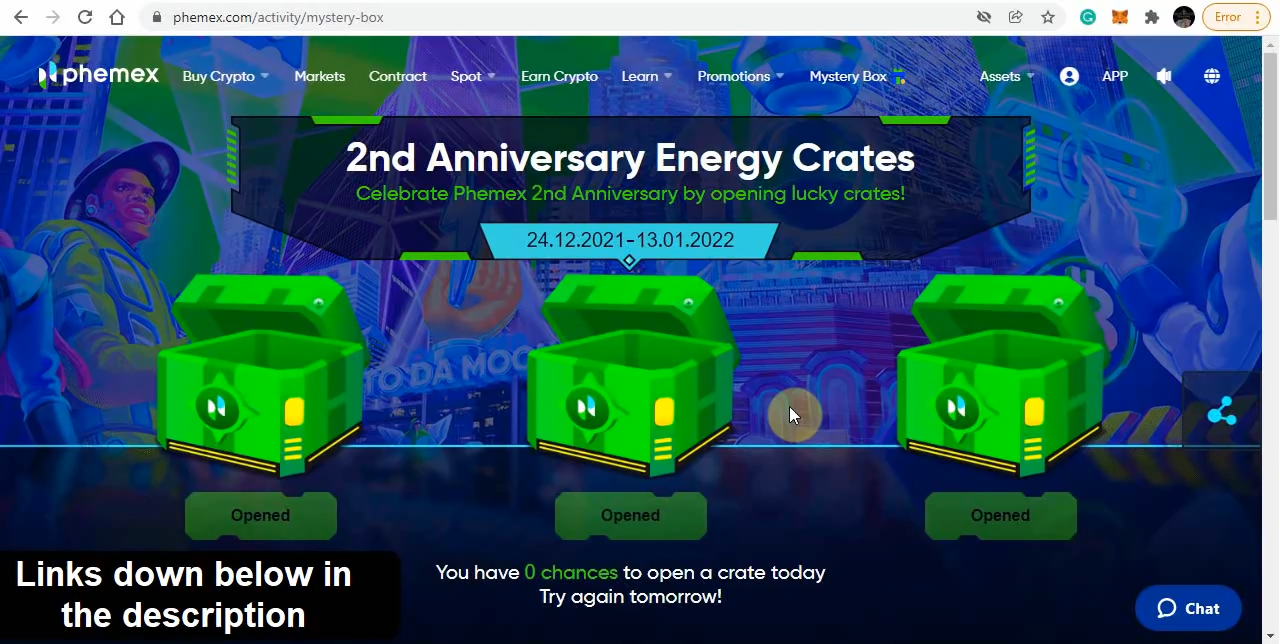 phemex.com/activity/mystery-box
Error
phemex
Buy Crypto
Markets
Contract
Spot
Earn Crypto
Learn
Promotions
Mystery Box
Assets
APP
2nd Anniversary Energy Crates
Celebrate Phemex 2nd Anniversary by opening lucky crates!
24.12.2021-13.01.2022
TO DA MOO
Opened
Opened
Opened
You have 0 chances to open a crate today
Try again tomorrow!
Links down below in
the description
Chat